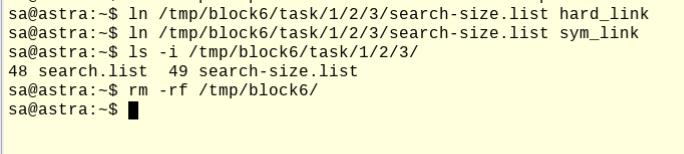 sa@astra:~$ ln /tmp/block6/task/1/2/3/search-size.list hard_link
sa@astra:~$ ln /tmp/block6/task/1/2/3/search-size.list sym_link
sa@astra:~$ ls -i /tmp/block6/task/1/2/3/
48 search.list  49 search-size.list
sa@astra:~$ rm -rf /tmp/block6/
sa@astra:~$